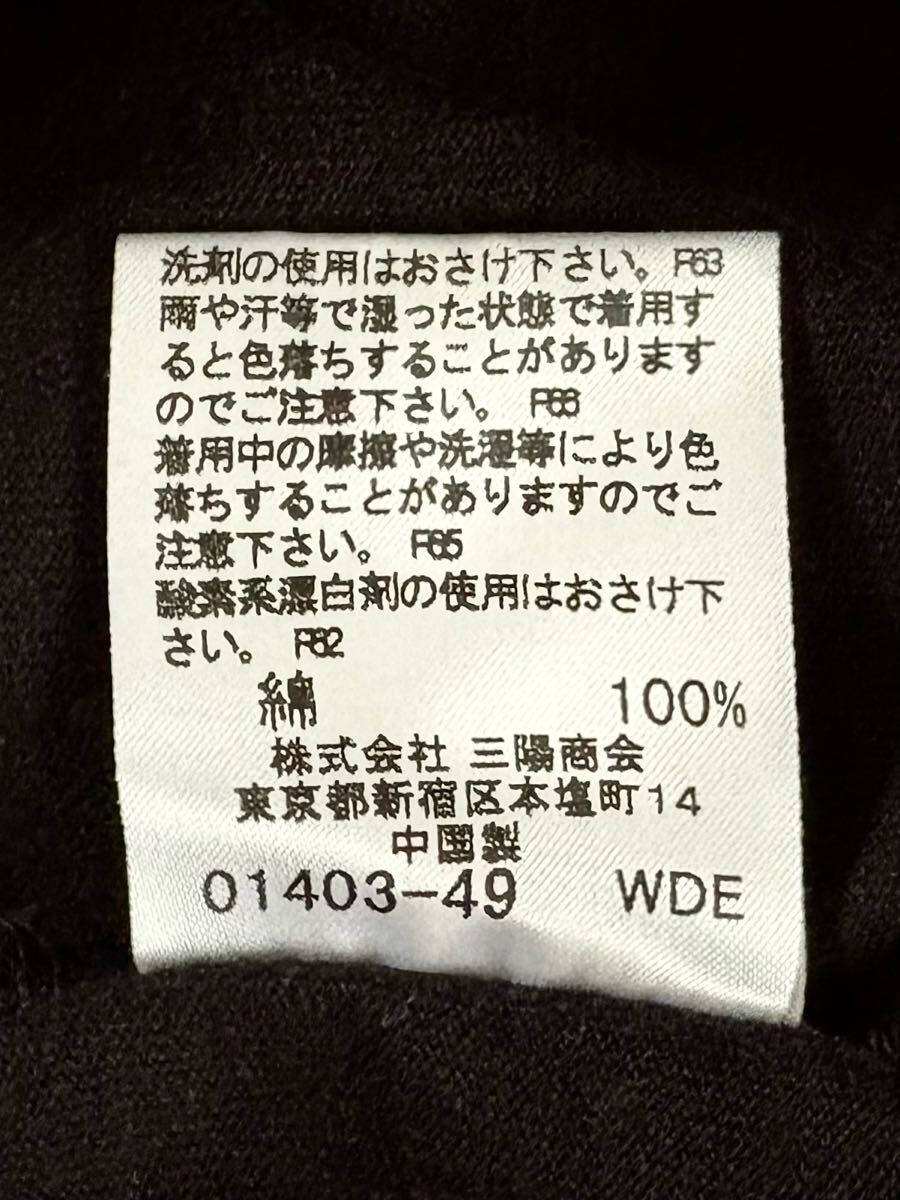 洗剤の使用はおさけ下さい。F63
雨や汗等で湿った状態で着用す
ると色落ちすることがあります
のでご注意下さい。F66
着用中の摩擦や洗濯等により色
落ちすることがありますのでご
注意下さい。F65
酸素系漂白剤の使用はおさけ下
さい。F62
綿 100%
株式会社 三陽商会
東京都新宿区本塩町14
中国製
01403-49 WDE